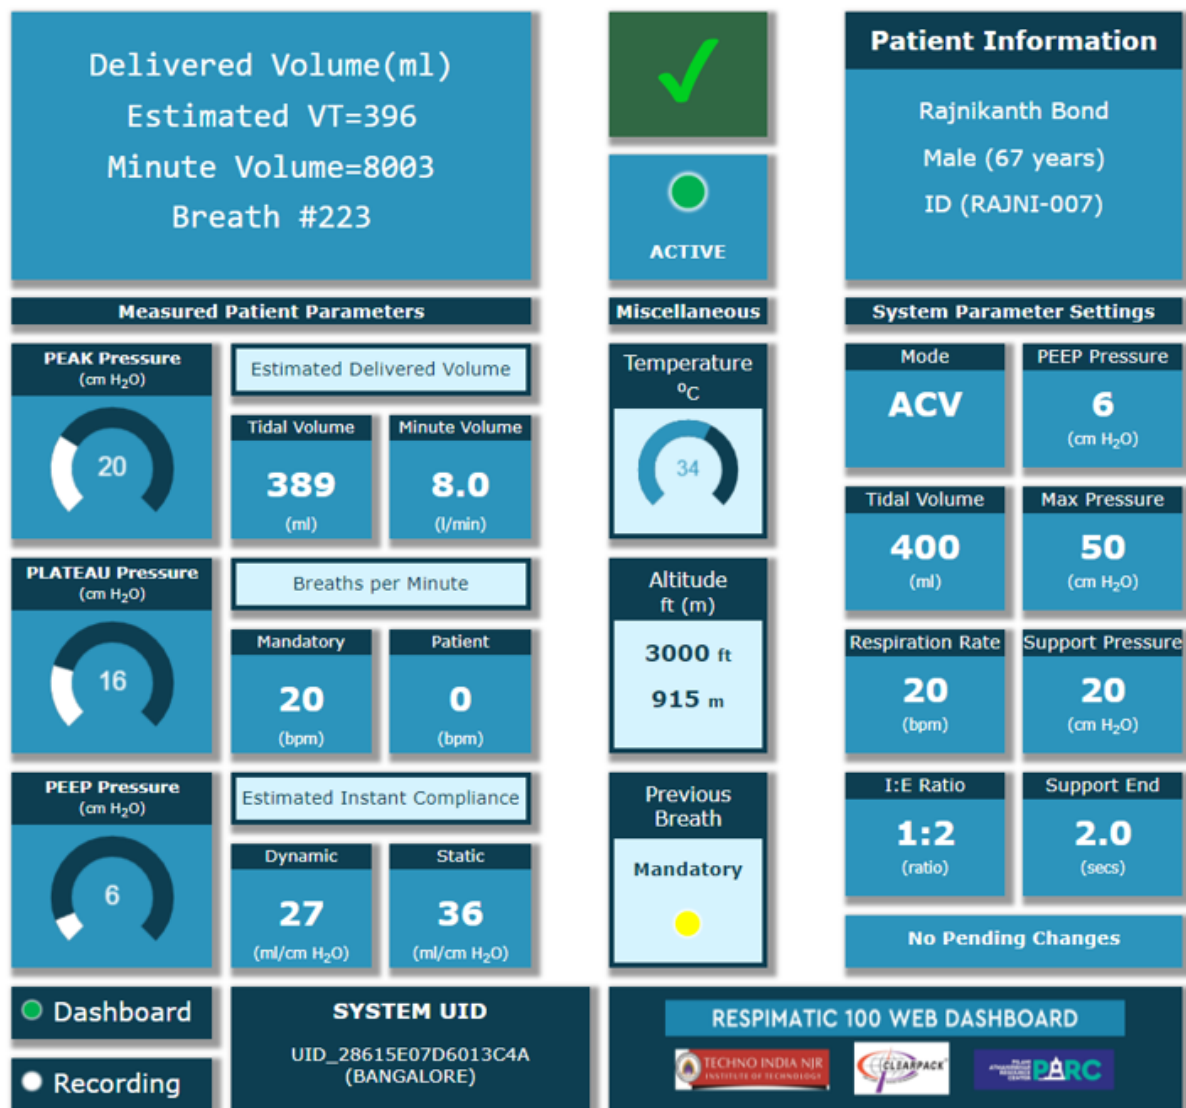 Delivered Volume(ml)
Estimated VT=396
Minute Volume=8003
Breath #223
ACTIVE
Patient Information
Rajnikanth Bond
Male (67 years)
ID (RAJNI-007)
Measured Patient Parameters
Miscellaneous
System Parameter Settings
PEAK Pressure
(cm H₂O)
20
Estimated Delivered Volume
Tidal Volume
389
(ml)
Minute Volume
8.0
(l/min)
PLATEAU Pressure
(cm H₂O)
16
Breaths per Minute
Mandatory
20
(bpm)
Patient
0
(bpm)
PEEP Pressure
(cm H₂O)
6
Estimated Instant Compliance
Dynamic
27
(ml/cm H₂O)
Static
36
(ml/cm H₂O)
Temperature
⁰C
34
Altitude
ft (m)
3000 ft
915 m
Previous
Breath
Mandatory
Mode
ACV
PEEP Pressure
6
(cm H₂O)
Tidal Volume
400
(ml)
Max Pressure
50
(cm H₂O)
Respiration Rate
20
(bpm)
Support Pressure
20
(cm H₂O)
I:E Ratio
1:2
(ratio)
Support End
2.0
(secs)
No Pending Changes
Dashboard
Recording
SYSTEM UID
UID_28615E07D6013C4A
(BANGALORE)
RESPIMATIC 100 WEB DASHBOARD
TECHNO INDIA NJR
INSTITUTE OF TECHNOLOGY
CLEARPACK
PARC